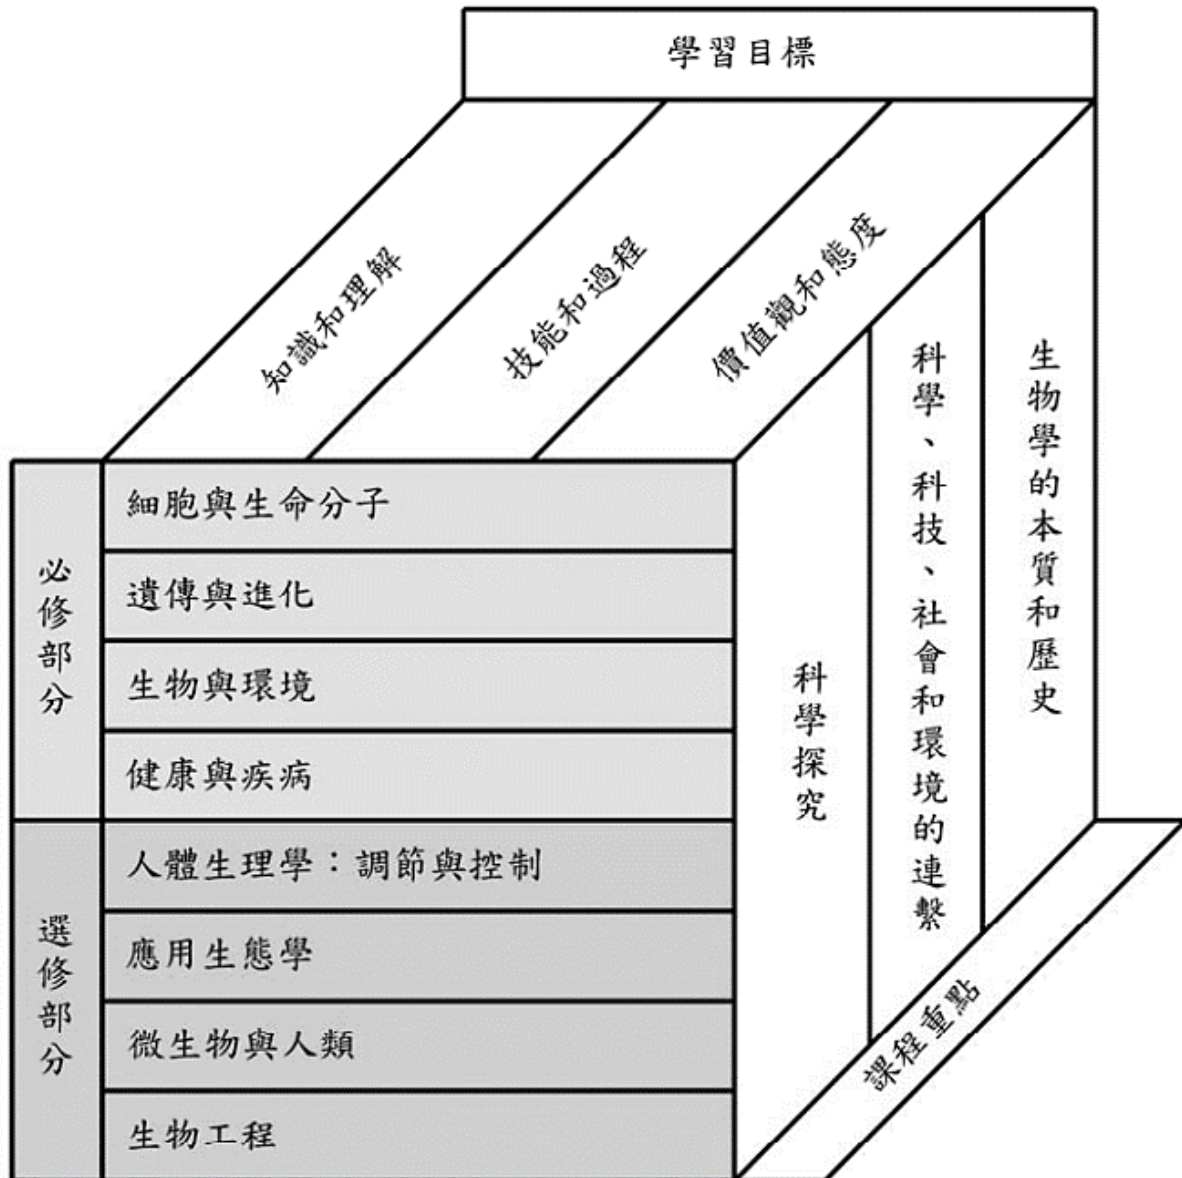 學習目標
知識和理解
技能和過程
價值觀和態度
必修部分
細胞與生命分子
遺傳與進化
生物與環境
健康與疾病
選修部分
人體生理學：調節與控制
應用生態學
微生物與人類
生物工程
科學探究
科學、科技、社會和環境的連繫
生物學的本質和歷史
課程重點